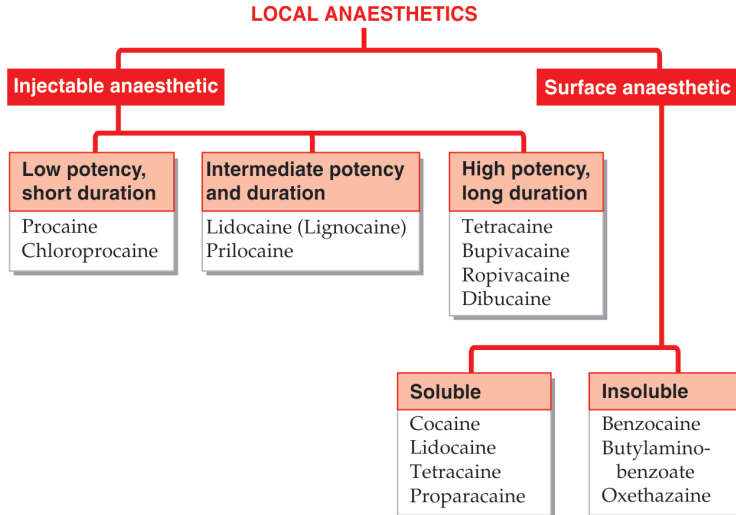 LOCAL ANAESTHETICS
Injectable anaesthetic
Surface anaesthetic
Low potency,
short duration
Procaine
Chloroprocaine
Intermediate potency
and duration
Lidocaine (Lignocaine)
Prilocaine
High potency,
long duration
Tetracaine
Bupivacaine
Ropivacaine
Dibucaine
Soluble
Cocaine
Lidocaine
Tetracaine
Proparacaine
Insoluble
Benzocaine
Butylamino-
benzoate
Oxethazaine